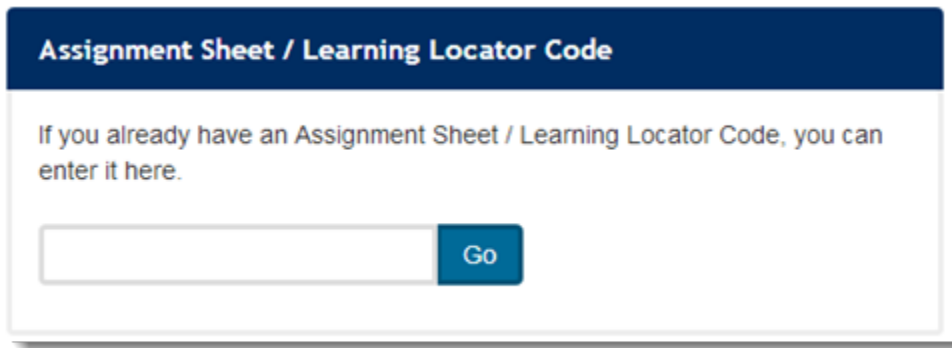 Assignment Sheet / Learning Locator Code
If you already have an Assignment Sheet / Learning Locator Code, you can
enter it here.
Go